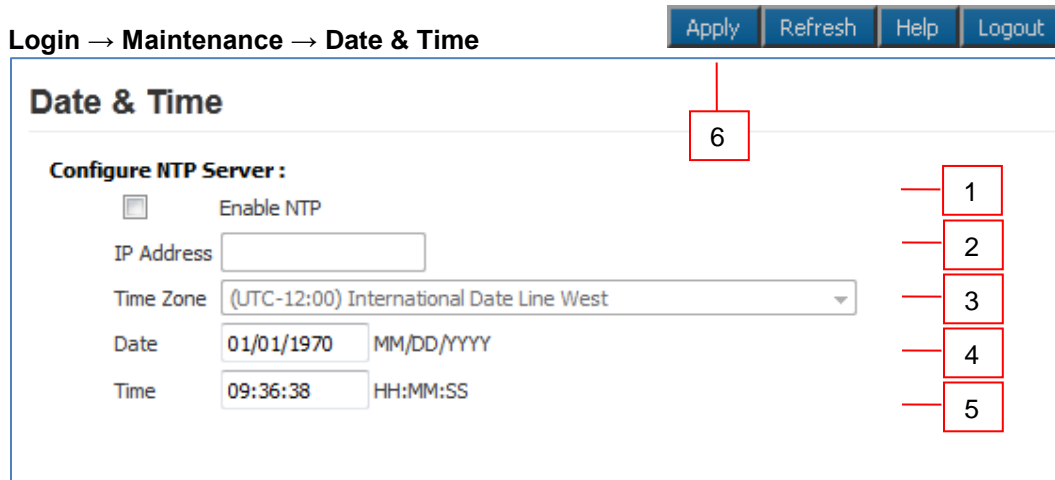 Login → Maintenance → Date & Time
Apply Refresh Help Logout
Date & Time
6
Configure NTP Server :
Enable NTP
1
IP Address
2
Time Zone (UTC-12:00) International Date Line West
3
Date 01/01/1970 MM/DD/YYYY
4
Time 09:36:38 HH:MM:SS
5